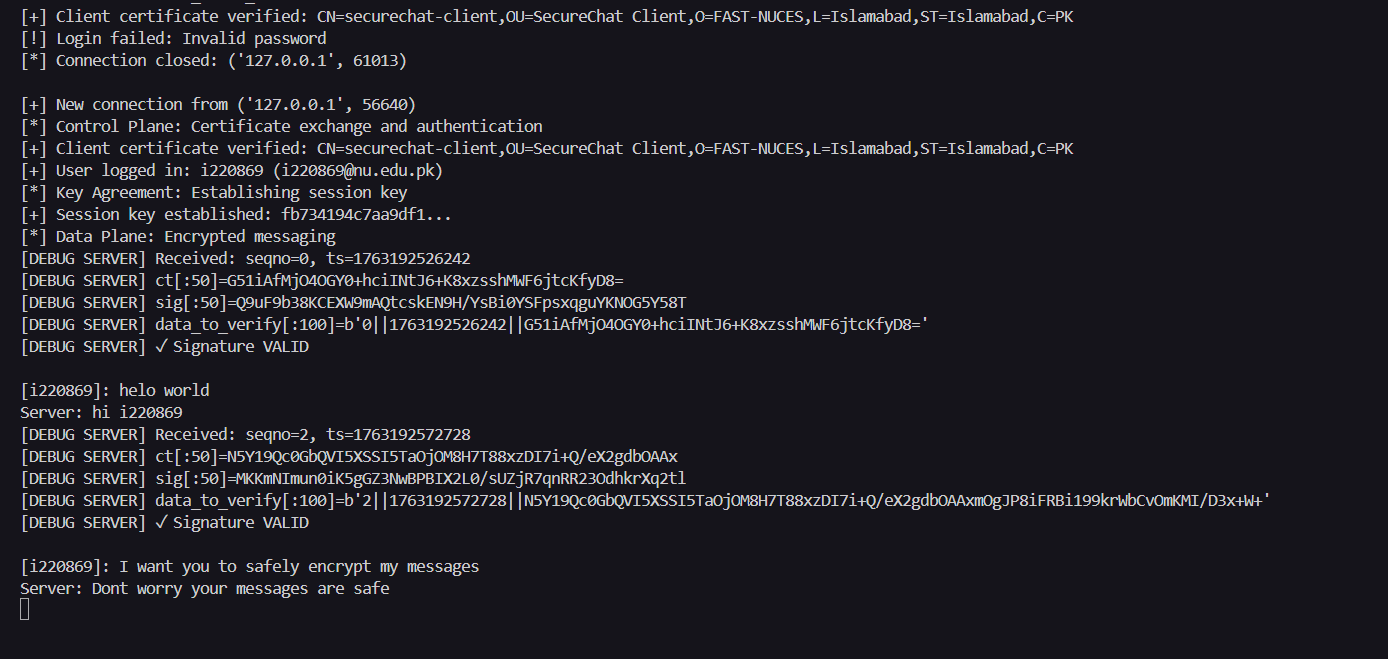 [+] Client certificate verified: CN=securechat-client,OU=SecureChat Client,O=FAST-NUCES,L=Islamabad,ST=Islamabad,C=PK
[!] Login failed: Invalid password
[*] Connection closed: ('127.0.0.1', 61013)
[+] New connection from ('127.0.0.1', 56640)
[*] Control Plane: Certificate exchange and authentication
[+] Client certificate verified: CN=securechat-client,OU=SecureChat Client,O=FAST-NUCES,L=Islamabad,ST=Islamabad,C=PK
[+] User logged in: i220869 (i220869@nu.edu.pk)
[*] Key Agreement: Establishing session key
[+] Session key established: fb734194c7aa9df1...
[*] Data Plane: Encrypted messaging
[DEBUG SERVER] Received: seqno=0, ts=1763192526242
[DEBUG SERVER] ct[:50]=G51iAfMjO4OGY0+hciINtJ6+K8xzsshMWF6jtcKfyD8=
[DEBUG SERVER] sig[:50]=Q9uF9b38KCEXW9mAQtcskEN9H/YsBi0YSFpsxqguYKNOG5Y58T
[DEBUG SERVER] data_to_verify[:100]=b'0||1763192526242||G51iAfMjO4OGY0+hciINtJ6+K8xzsshMWF6jtcKfyD8='
[DEBUG SERVER] ✓ Signature VALID
[i220869]: helo world
Server: hi i220869
[DEBUG SERVER] Received: seqno=2, ts=1763192572728
[DEBUG SERVER] ct[:50]=N5Y19Qc0GbQVI5XSSI5TaOjOM8H7T88xzDI7i+Q/eX2gdbOAAx
[DEBUG SERVER] sig[:50]=MKKmNImun0iK5gGZ3NwBPBIX2L0/sUZjR7qnRR23OdhkrXq2tl
[DEBUG SERVER] data_to_verify[:100]=b'2||1763192572728||N5Y19Qc0GbQVI5XSSI5TaOjOM8H7T88xzDI7i+Q/eX2gdbOAAxmOgJP8iFRBi199krWbCvOmKMI/D3x+W+'
[DEBUG SERVER] ✓ Signature VALID
[i220869]: I want you to safely encrypt my messages
Server: Dont worry your messages are safe